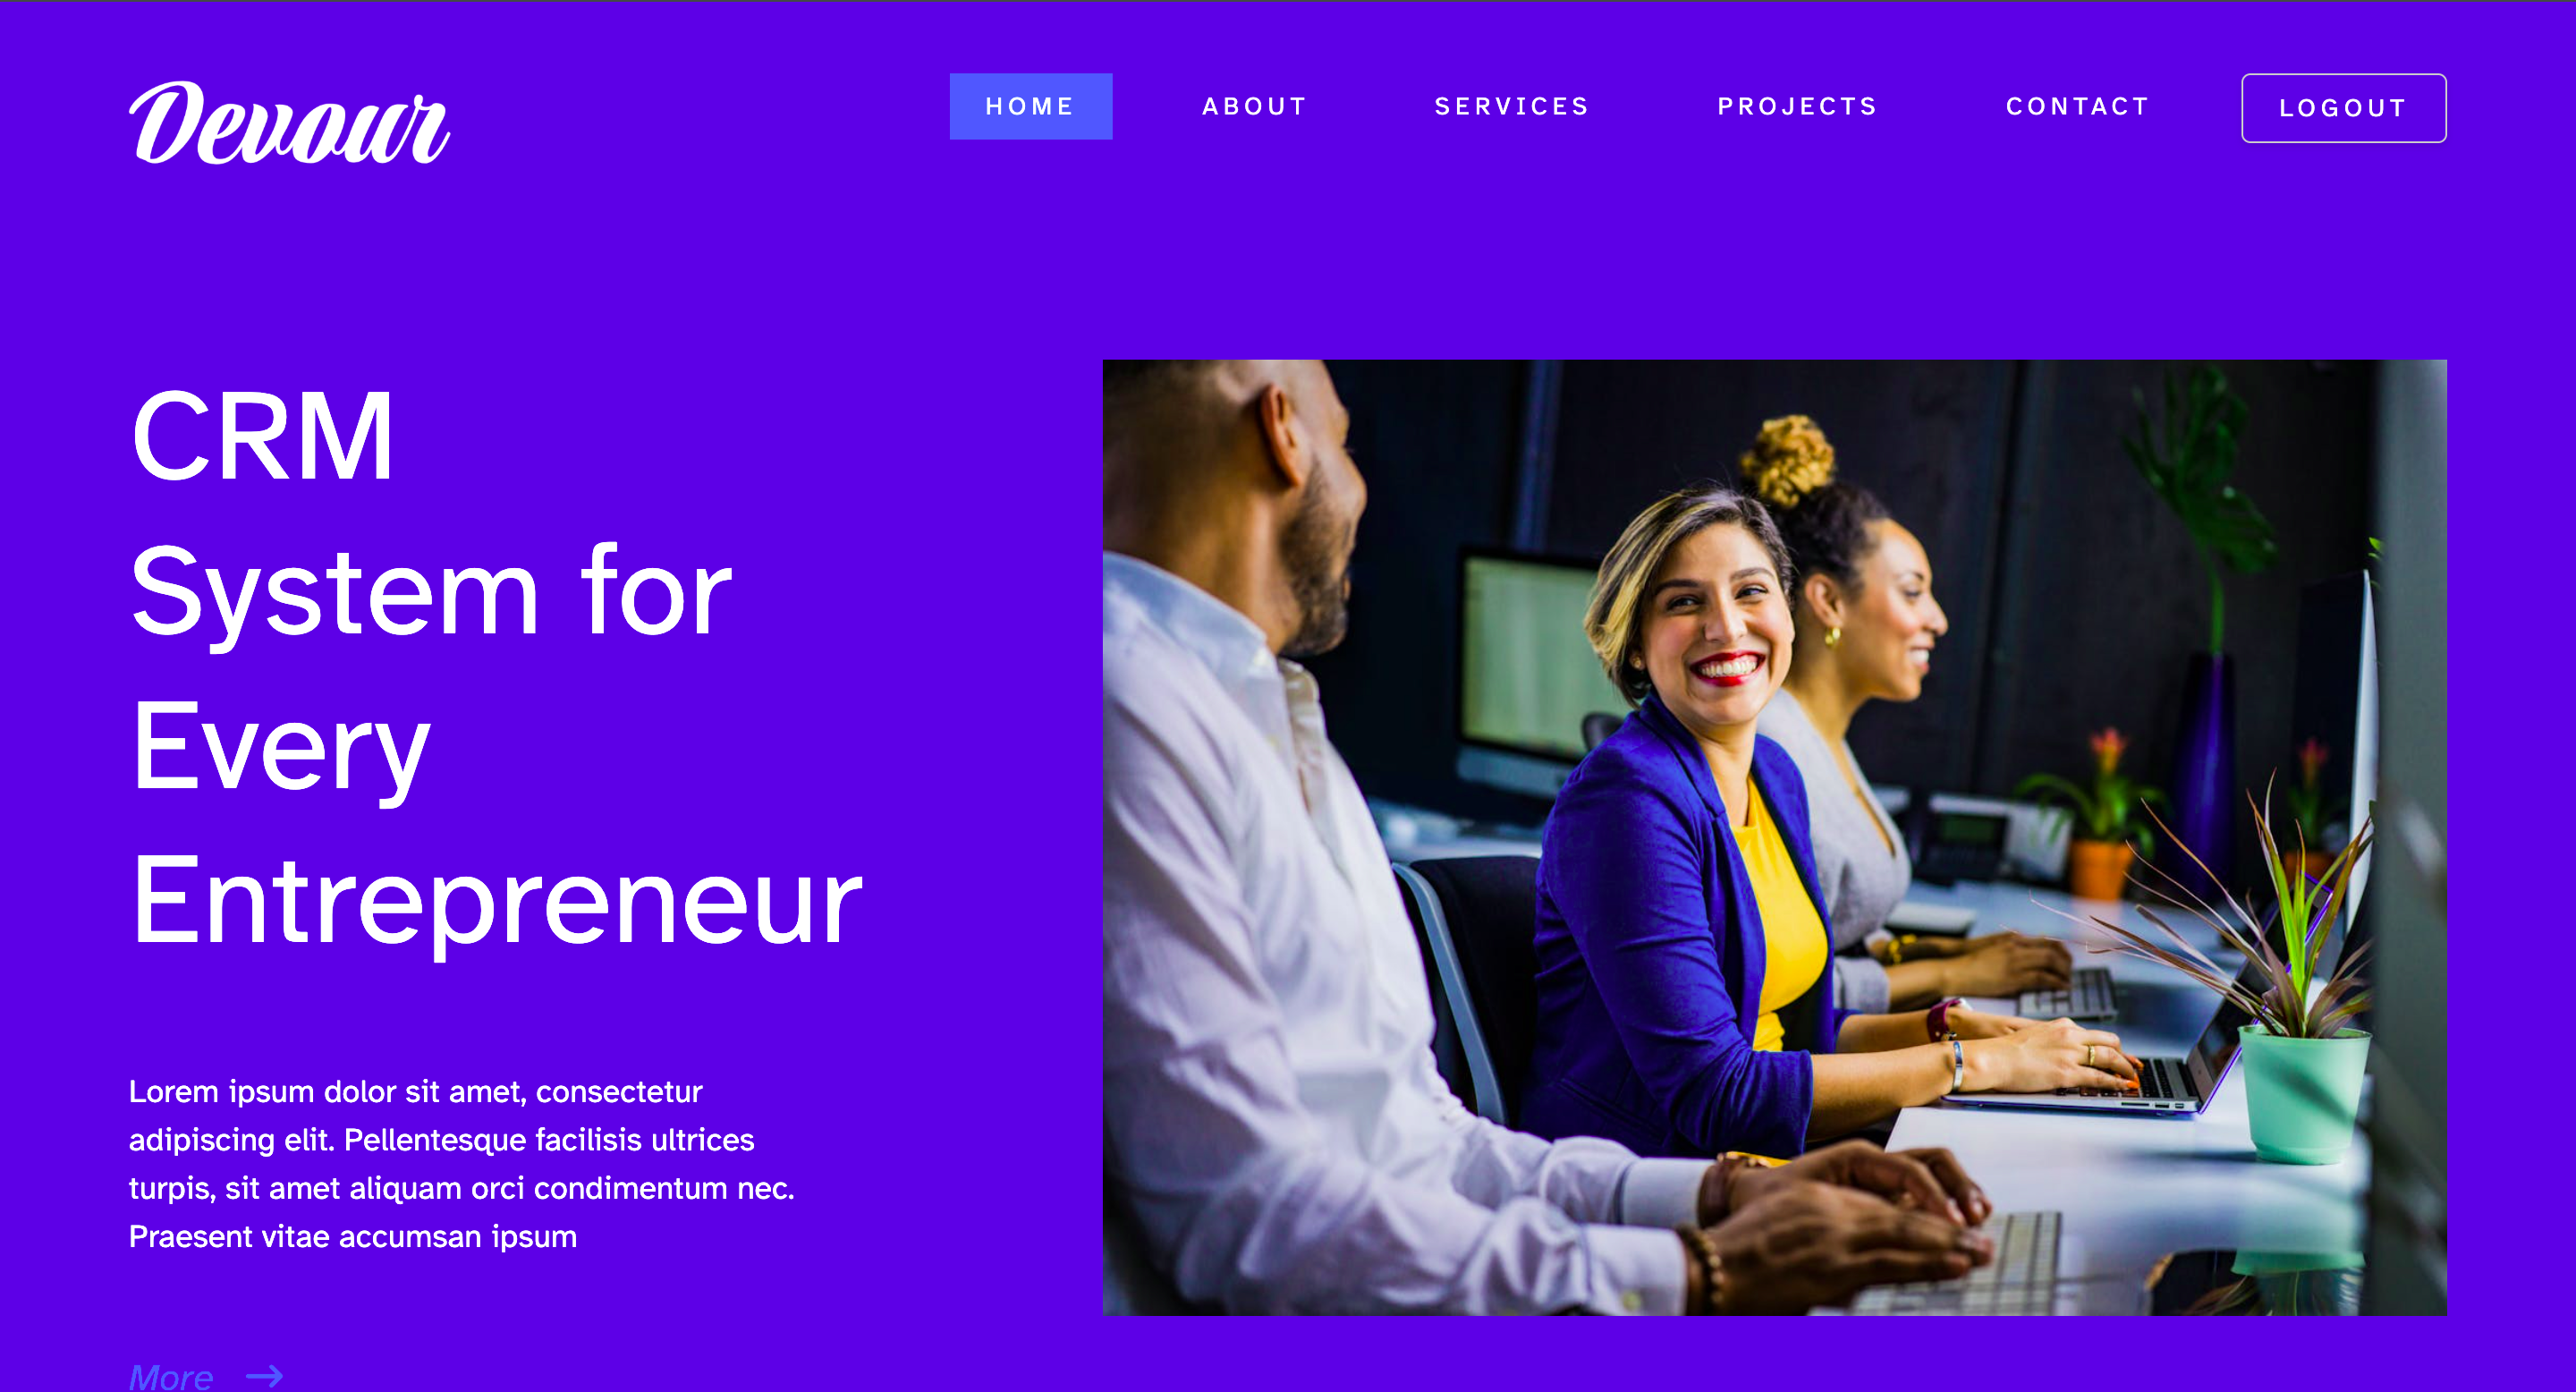 Devour
HOME ABOUT SERVICES PROJECTS CONTACT LOGOUT
CRM
System for
Every
Entrepreneur
Lorem ipsum dolor sit amet, consectetur
adipiscing elit. Pellentesque facilisis ultrices
turpis, sit amet aliquam orci condimentum nec.
Praesent vitae accumsan ipsum
More →